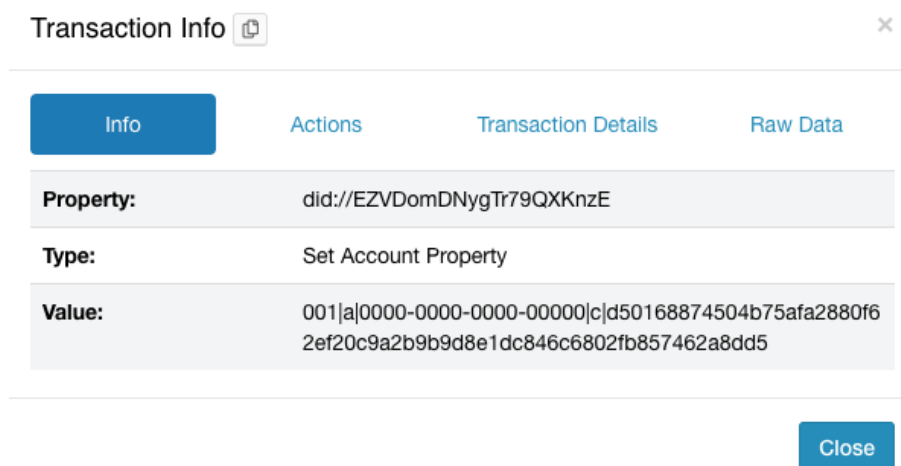 Transaction Info
×
Info Actions Transaction Details Raw Data
Property: did://EZVDomDNygTr79QXKnzE
Type: Set Account Property
Value: 001|a|0000-0000-0000-00000|c|d50168874504b75afa2880f6
2ef20c9a2b9b9d8e1dc846c6802fb857462a8dd5
Close